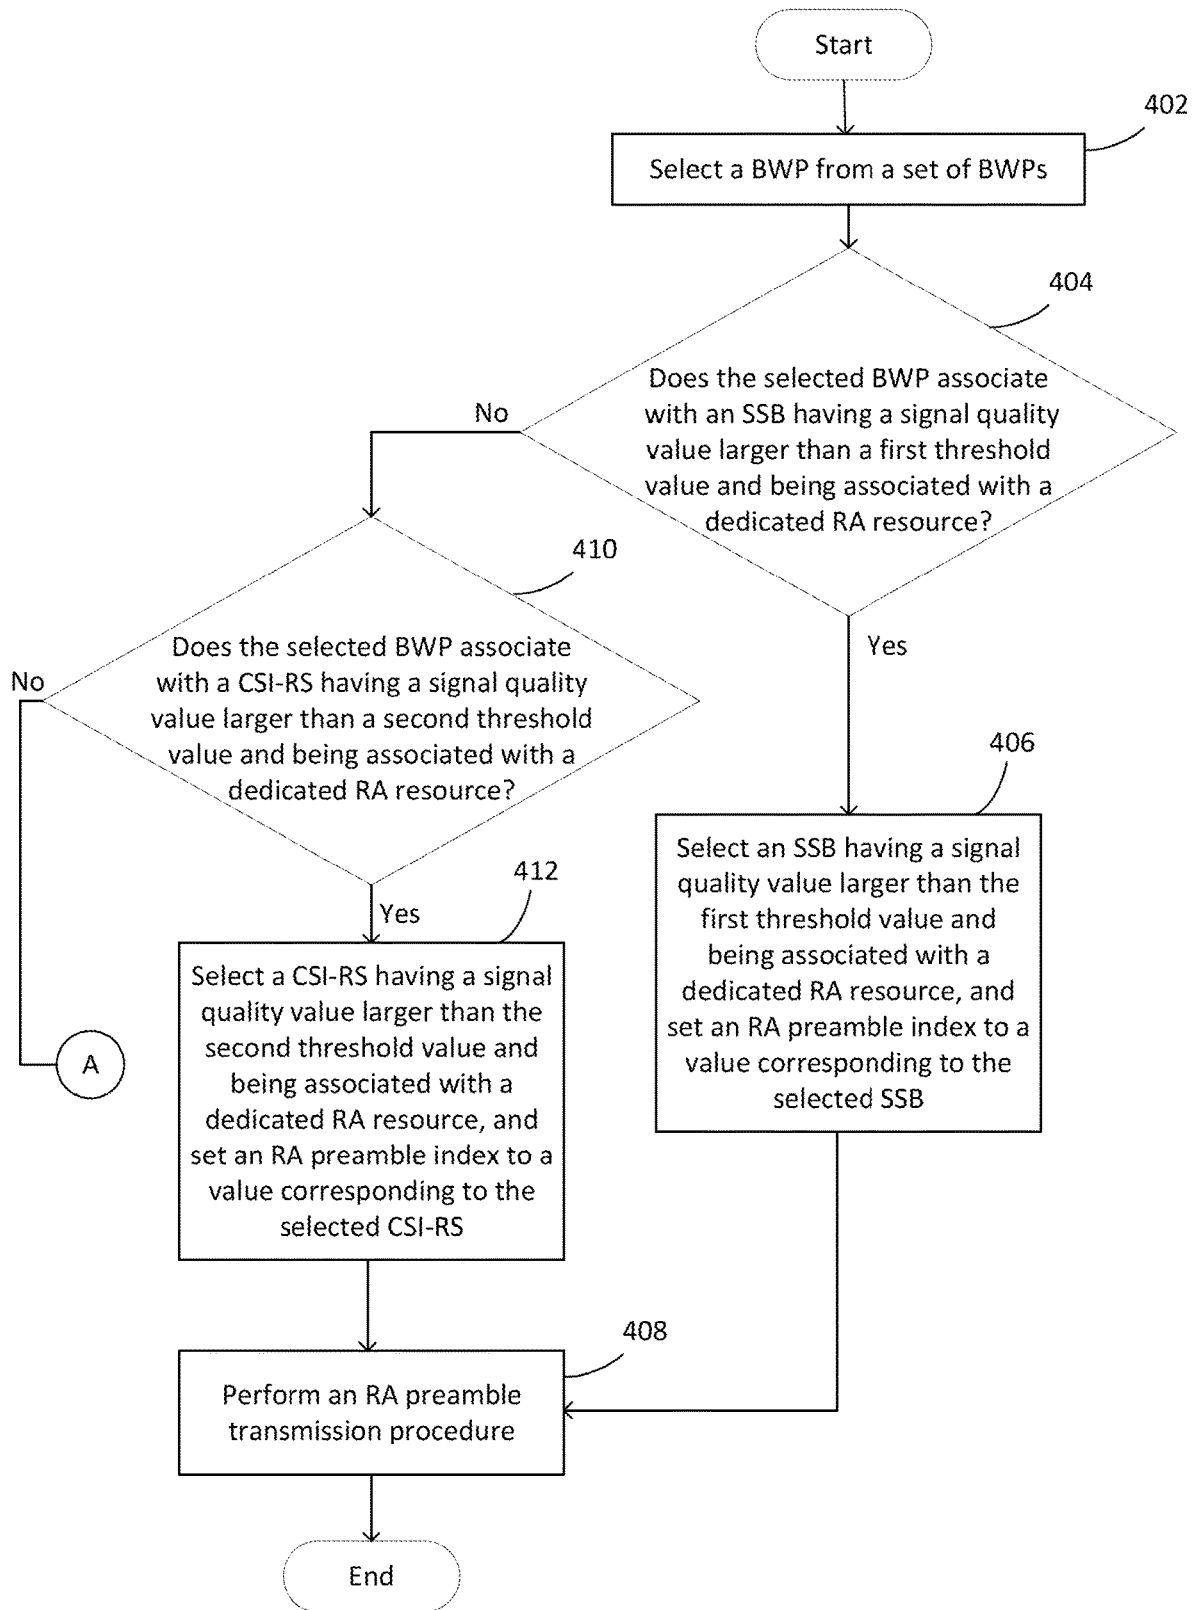 Start
402
Select a BWP from a set of BWPs
404
Does the selected BWP associate
with an SSB having a signal quality
value larger than a first threshold
value and being associated with a
dedicated RA resource?
No
Yes
410
Does the selected BWP associate
with a CSI-RS having a signal quality
value larger than a second threshold
value and being associated with a
dedicated RA resource?
No
Yes
406
Select an SSB having a signal
quality value larger than the
first threshold value and
being associated with a
dedicated RA resource, and
set an RA preamble index to a
value corresponding to the
selected SSB
412
Select a CSI-RS having a signal
quality value larger than the
second threshold value and
being associated with a
dedicated RA resource, and
set an RA preamble index to a
value corresponding to the
selected CSI-RS
A
408
Perform an RA preamble
transmission procedure
End